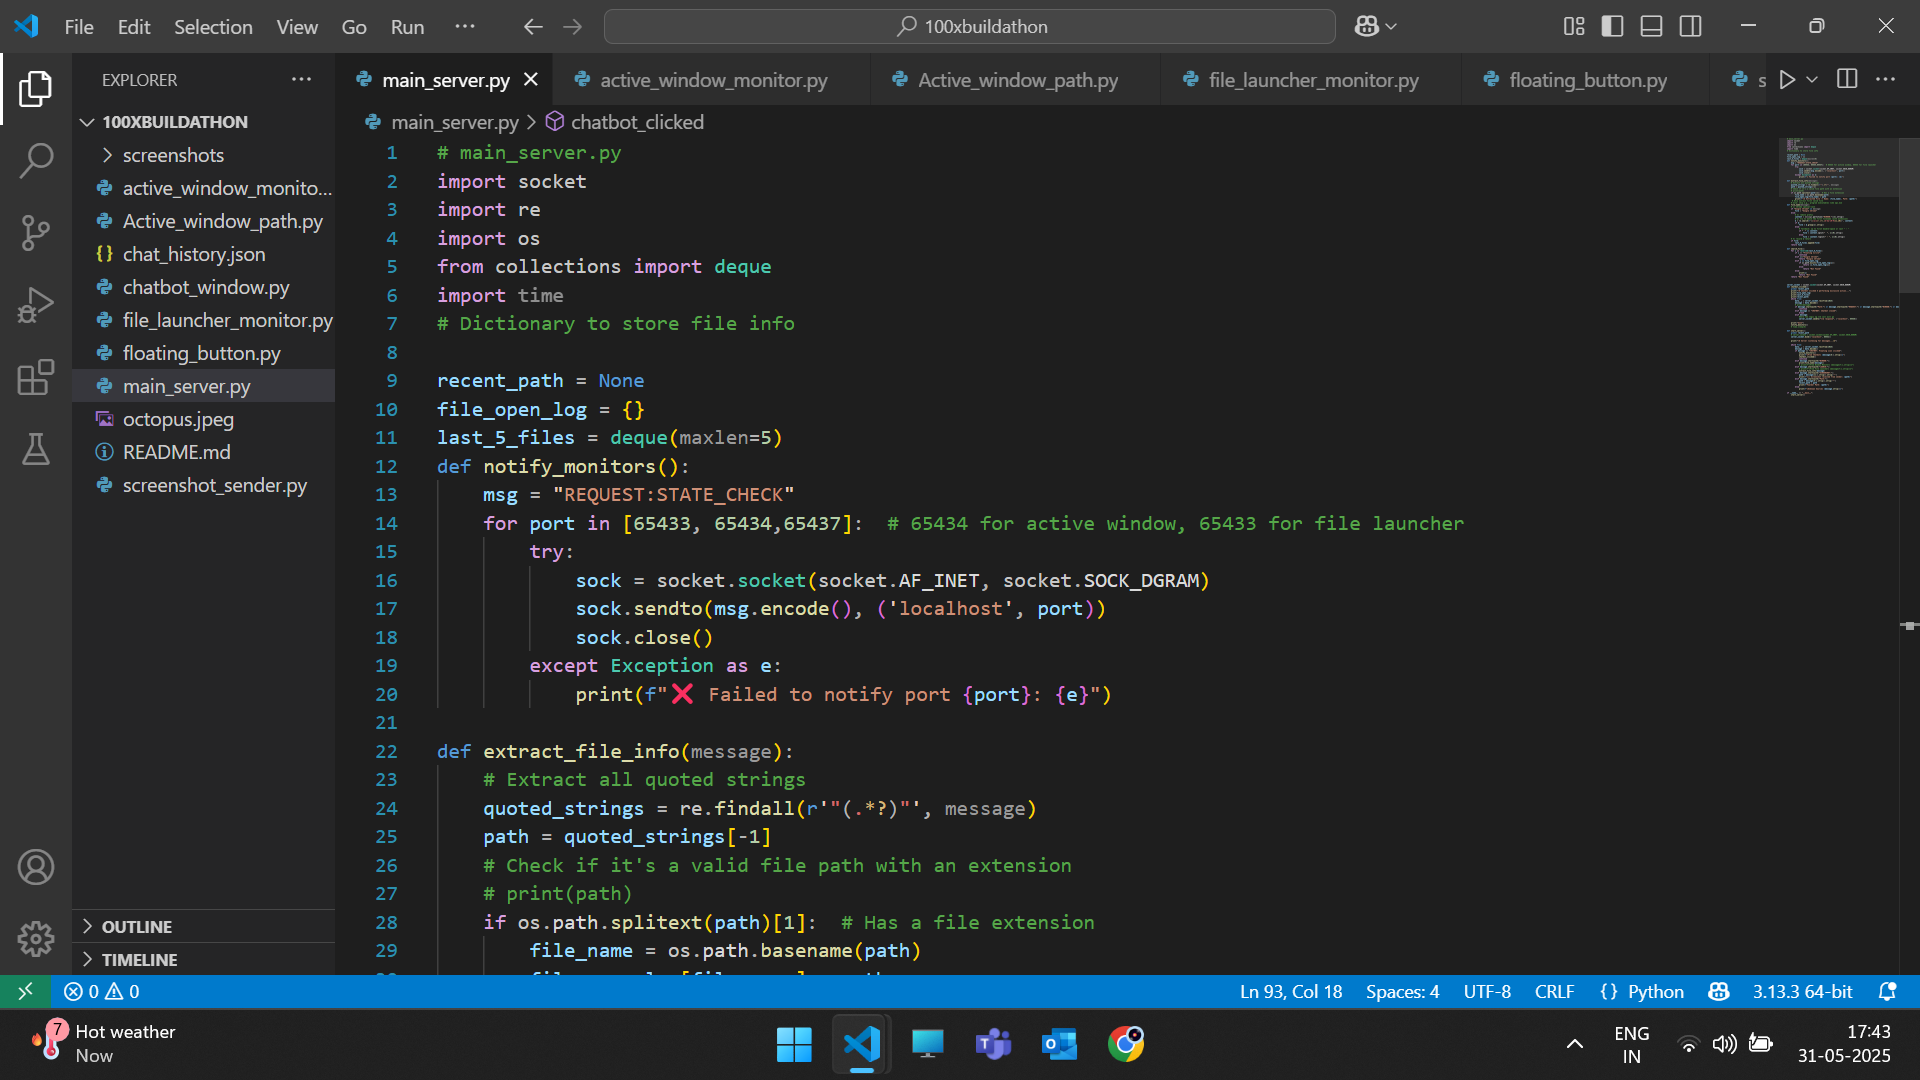 File Edit Selection View Go Run ··· 100xbuildathon
EXPLORER ···
main_server.py active_window_monitor.py Active_window_path.py file_launcher_monitor.py floating_button.py s
100XBUILDATHON
screenshots
active_window_monito...
Active_window_path.py
chat_history.json
chatbot_window.py
file_launcher_monitor.py
floating_button.py
main_server.py
octopus.jpeg
README.md
screenshot_sender.py
OUTLINE
TIMELINE
main_server.py > chatbot_clicked
1 # main_server.py
2 import socket
3 import re
4 import os
5 from collections import deque
6 import time
7 # Dictionary to store file info
8
9 recent_path = None
10 file_open_log = {}
11 last_5_files = deque(maxlen=5)
12 def notify_monitors():
13 msg = "REQUEST:STATE_CHECK"
14 for port in [65433, 65434,65437]: # 65434 for active window, 65433 for file launcher
15 try:
16 sock = socket.socket(socket.AF_INET, socket.SOCK_DGRAM)
17 sock.sendto(msg.encode(), ('localhost', port))
18 sock.close()
19 except Exception as e:
20 print(f"❌ Failed to notify port {port}: {e}")
21
22 def extract_file_info(message):
23 # Extract all quoted strings
24 quoted_strings = re.findall(r'"(.*?)"', message)
25 path = quoted_strings[-1]
26 # Check if it's a valid file path with an extension
27 # print(path)
28 if os.path.splitext(path)[1]: # Has a file extension
29 file_name = os.path.basename(path)
0 0 Ln 93, Col 18 Spaces: 4 UTF-8 CRLF {} Python 3.13.3 64-bit
7 Hot weather
Now
ENG
IN
17:43
31-05-2025